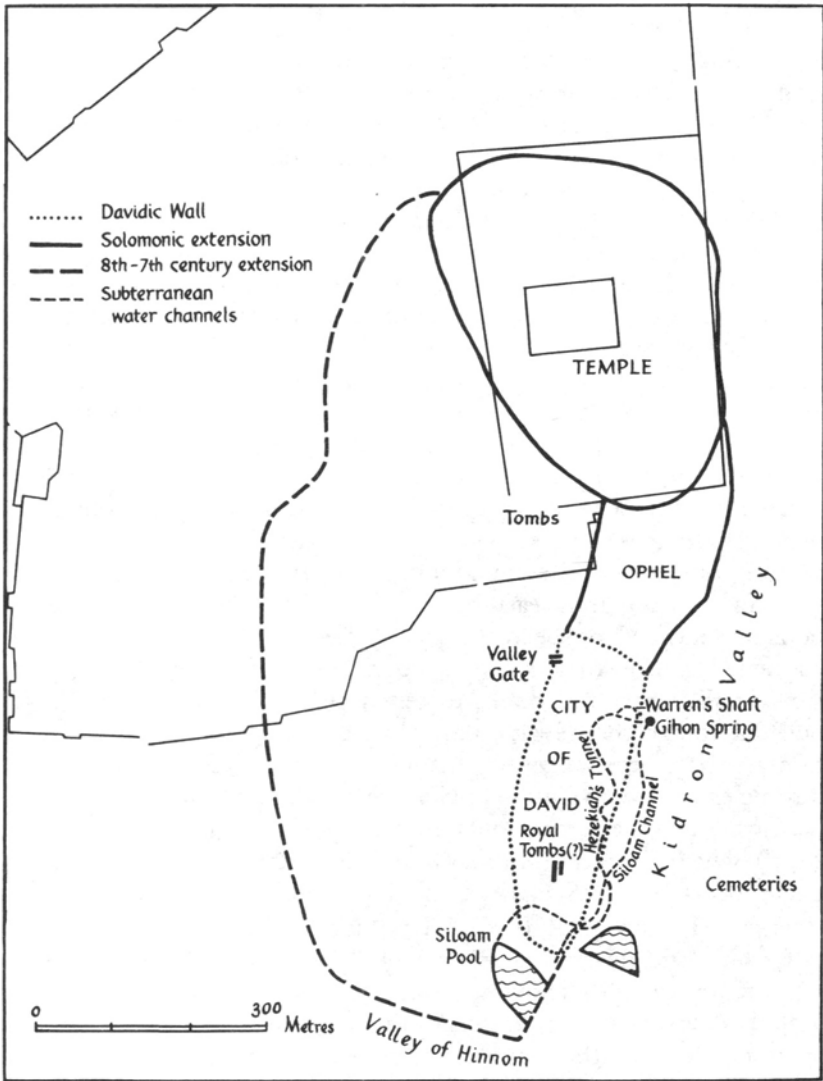 Davidic Wall
Solomonic extension
8th-7th century extension
Subterranean
water channels
TEMPLE
Tombs
OPHEL
Kidron Valley
Valley
Gate
CITY
OF
DAVID
Warren's Shaft
Gihon Spring
Hezekiah's Tunnel
Siloam Channel
Royal
Tombs(?)
Cemeteries
Siloam
Pool
0 300
Metres
Valley of Hinnom